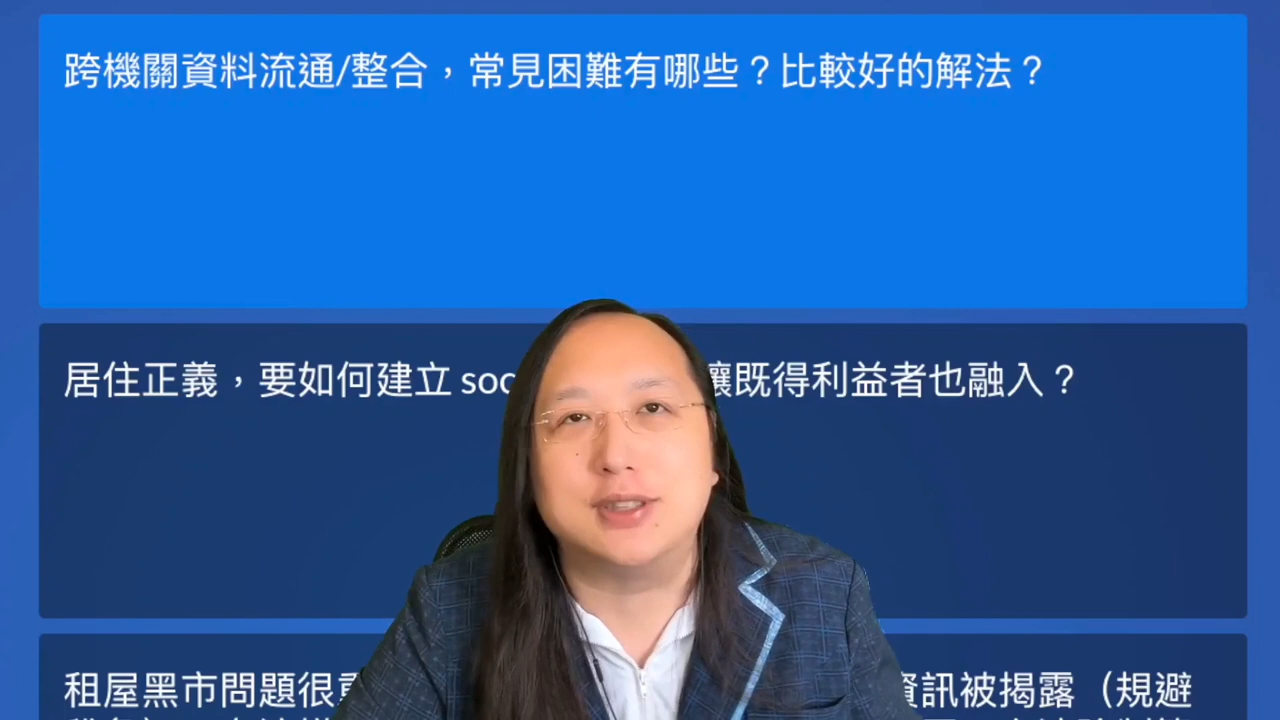 跨機關資料流通/整合，常見困難有哪些？比較好的解法？
居住正義，要如何建立 soc 讓既得利益者也融入？
租屋黑市問題很 資訊被揭露（規避